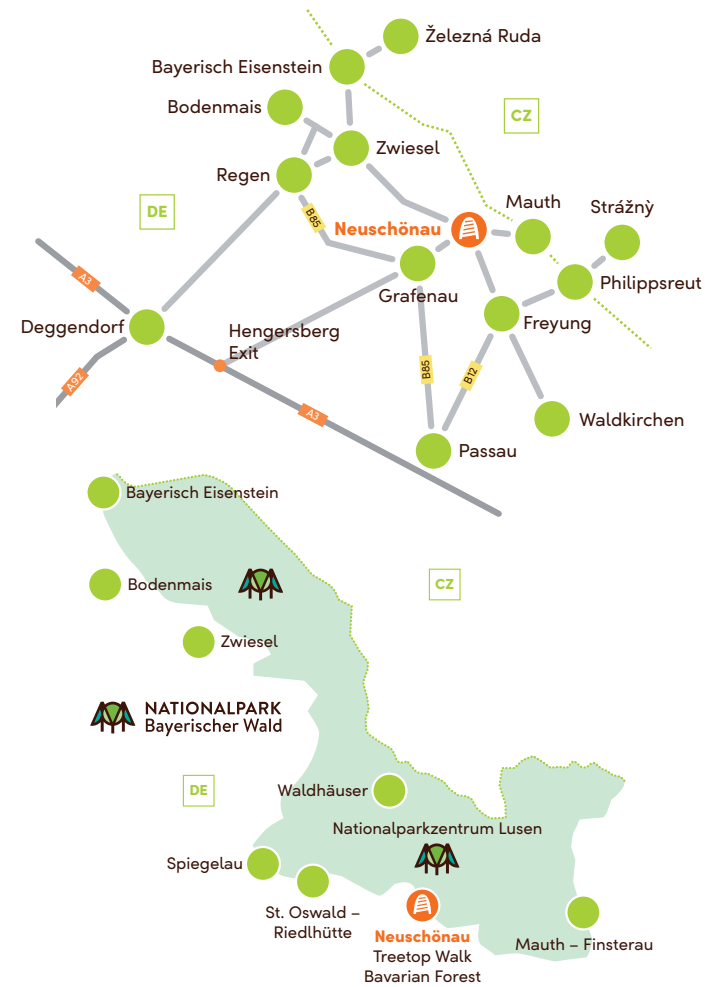 Železná Ruda
Bayerisch Eisenstein
Bodenmais
CZ
Zwiesel
Regen
DE
Mauth
Strážnỳ
B85
Neuschönau
Grafenau
Philippsreut
A3
Deggendorf
Hengersberg
Exit
Freyung
A92
B85
B12
A3
Waldkirchen
Passau
Bayerisch Eisenstein
CZ
Bodenmais
Zwiesel
NATIONALPARK
Bayerischer Wald
DE
Waldhäuser
Nationalparkzentrum Lusen
Spiegelau
St. Oswald –
Riedlhütte
Neuschönau
Treetop Walk
Bavarian Forest
Mauth – Finsterau